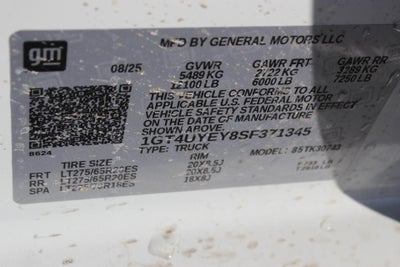 gm
MFD BY GENERAL MOTORS LLC
08/25 GVWR GAWR FRT GAWR RR
5489 KG 2722 KG 3289 KG
12100 LB 6000 LB 7250 LB
THIS VEHICLE CONFORMS TO ALL
APPLICABLE U.S. FEDERAL MOTOR
VEHICLE SAFETY STANDARDS IN EFFECT
ON THE DATE OF MANUFACTURE
SHOWN ABOVE.
1GT4UYEY8SF371345
TYPE: TRUCK
8624
TIRE SIZE RIM
FRT LT275/65R20ES 20X8.5J
RR LT275/65R20ES 20X8.5J
SPA 18X8J